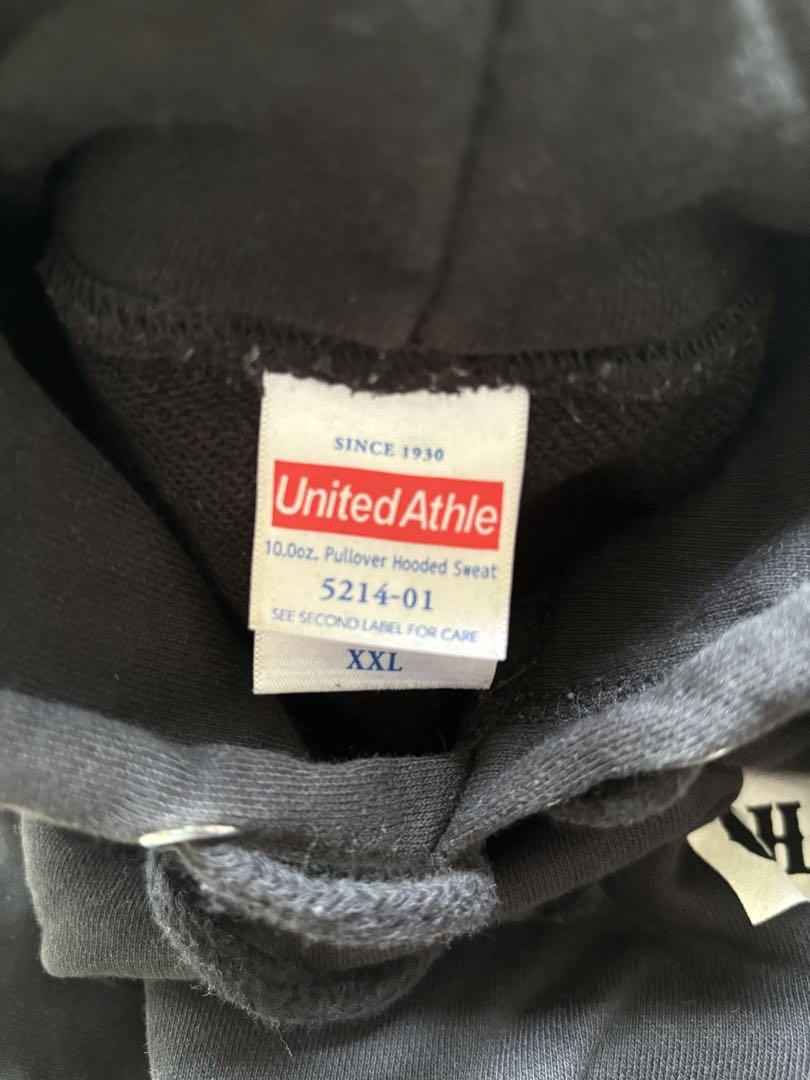 SINCE 1930
United Athle
10.0oz. Pullover Hooded Sweat
5214-01
SEE SECOND LABEL FOR CARE
XXL
H